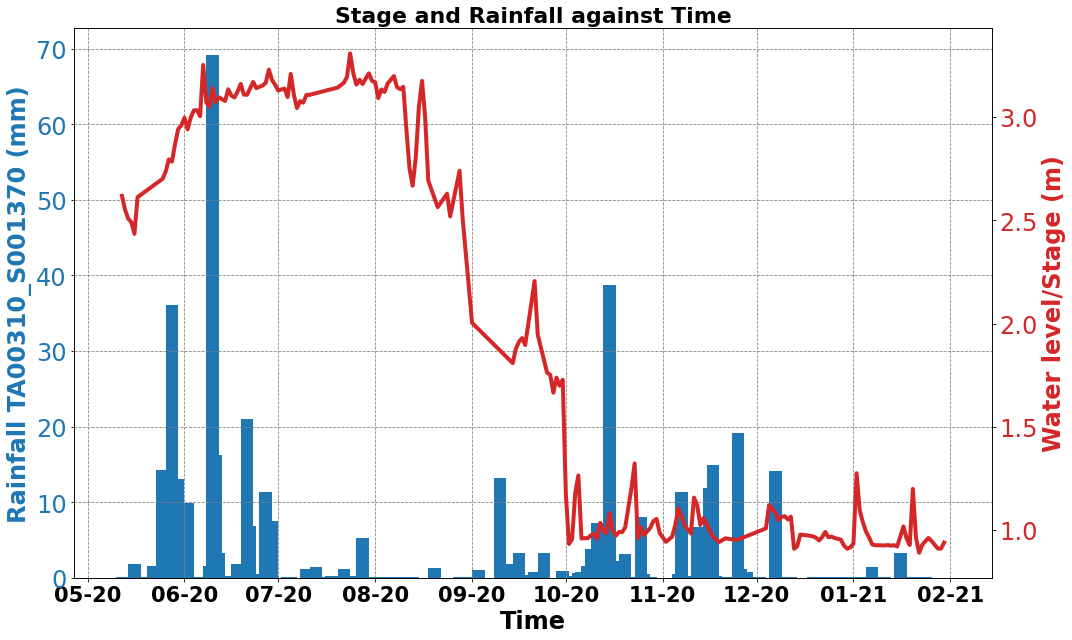 Stage and Rainfall against Time
Rainfall TA00310_S001370 (mm)
70
60
50
40
30
20
10
0
3.0
2.5
2.0
1.5
1.0
Water level/Stage (m)
05-20 06-20 07-20 08-20 09-20 10-20 11-20 12-20 01-21 02-21
Time